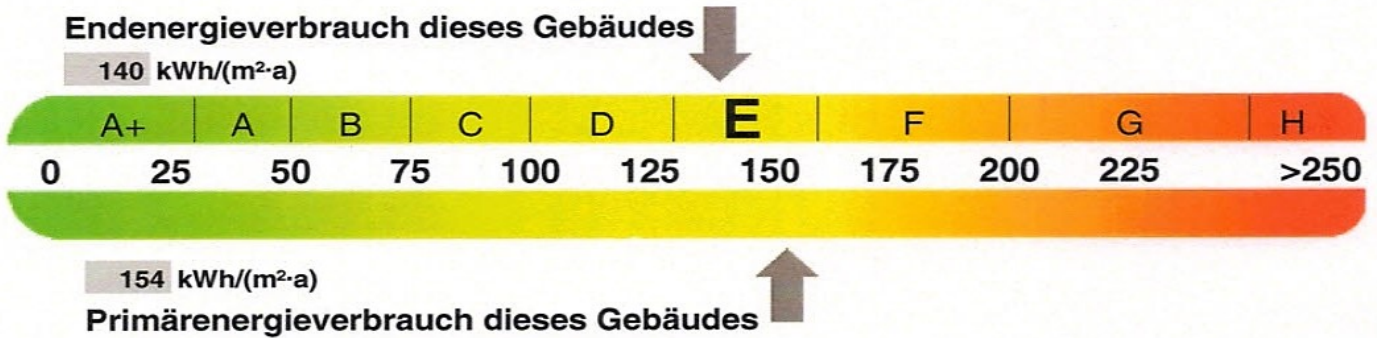 Endenergieverbrauch dieses Gebäudes
140 kWh/(m²·a)
A+ A B C D E F G H
0 25 50 75 100 125 150 175 200 225 >250
154 kWh/(m²·a)
Primärenergieverbrauch dieses Gebäudes